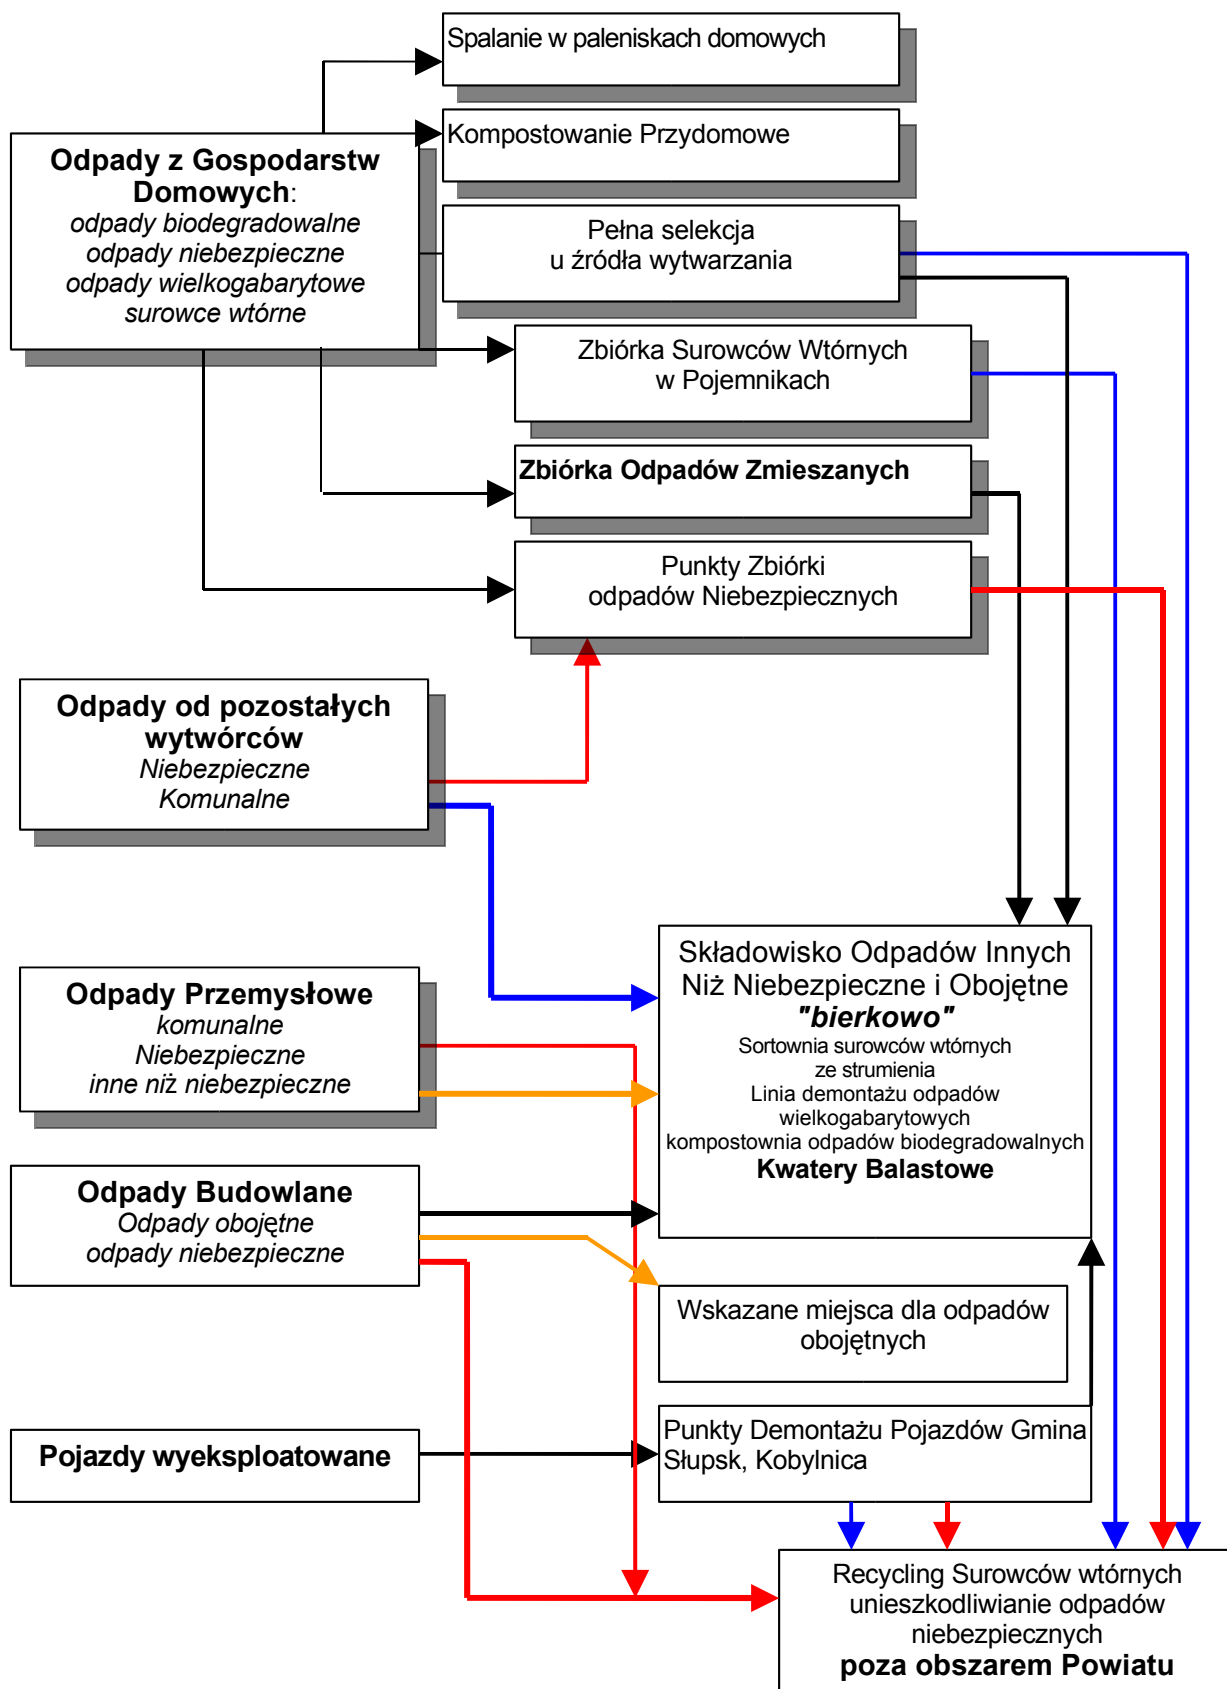 Spalanie w paleniskach domowych
Kompostowanie Przydomowe
Odpady z Gospodarstw
Domowych:
odpady biodegradowalne
odpady niebezpieczne
odpady wielkogabarytowe
surowce wtórne
Pełna selekcja
u źródła wytwarzania
Zbiórka Surowców Wtórnych
w Pojemnikach
Zbiórka Odpadów Zmieszanych
Punkty Zbiórki
odpadów Niebezpiecznych
Odpady od pozostałych
wytwórców
Niebezpieczne
Komunalne
Składowisko Odpadów Innych
Niż Niebezpieczne i Obojętne
"bierkowo"
Sortownia surowców wtórnych
ze strumienia
Linia demontażu odpadów
wielkogabarytowych
kompostownia odpadów biodegradowalnych
Kwatery Balastowe
Odpady Przemysłowe
komunalne
Niebezpieczne
inne niż niebezpieczne
Odpady Budowlane
Odpady obojętne
odpady niebezpieczne
Wskazane miejsca dla odpadów
obojętnych
Pojazdy wyeksploatowane
Punkty Demontażu Pojazdów Gmina
Słupsk, Kobylnica
Recycling Surowców wtórnych
unieszkodliwianie odpadów
niebezpiecznych
poza obszarem Powiatu